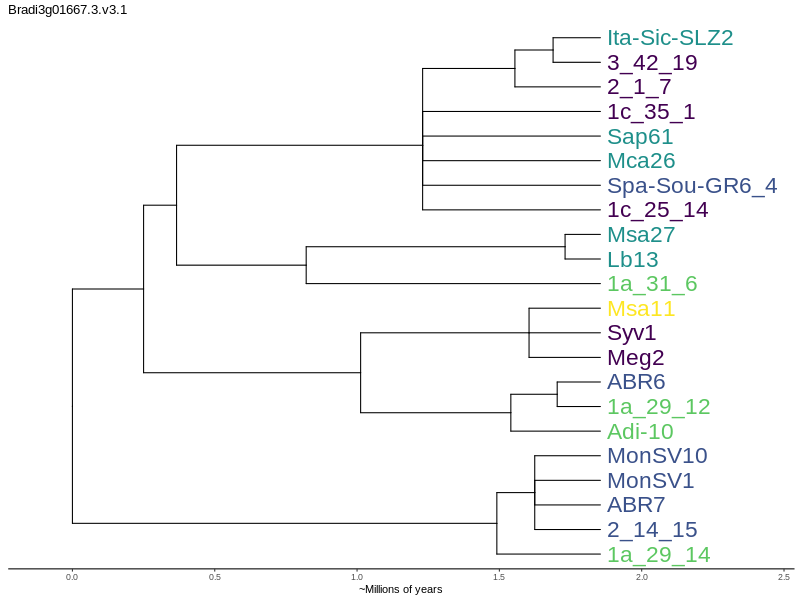 Bradi3g01667.3.v3.1
Ita-Sic-SLZ2
3_42_19
2_1_7
1c_35_1
Sap61
Mca26
Spa-Sou-GR6_4
1c_25_14
Msa27
Lb13
1a_31_6
Msa11
Syv1
Meg2
ABR6
1a_29_12
Adi-10
MonSV10
MonSV1
ABR7
2_14_15
1a_29_14
0.0 0.5 1.0 1.5 2.0 2.5
~Millions of years